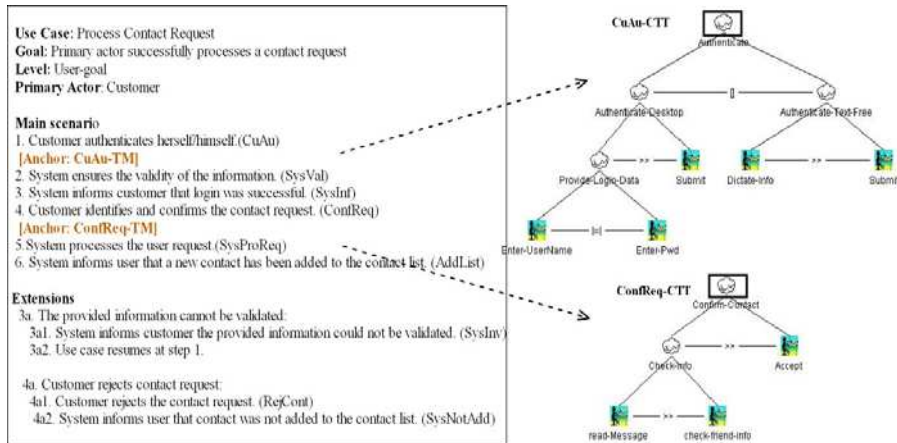 Use Case: Process Contact Request
Goal: Primary actor successfully processes a contact request
Level: User-goal
Primary Actor: Customer
Main scenario
1. Customer authenticates herself/himself.(CuAu)
[Anchor: CuAu-TM]
2. System ensures the validity of the information. (SysVal)
3. System informs customer that login was successful. (SysInf)
4. Customer identifies and confirms the contact request. (ConfReq)
[Anchor: ConfReq-TM]
5.System processes the user request.(SysProReq)
6. System informs user that a new contact has been added to the contact list. (AddList)
Extensions
3a. The provided information cannot be validated:
3a1. System informs customer the provided information could not be validated. (SysInv)
3a2. Use case resumes at step 1.
4a. Customer rejects contact request:
4a1. Customer rejects the contact request. (RejCont)
4a2. System informs user that contact was not added to the contact list. (SysNotAdd)
CuAu-CTT
Authenticate
[]
Authenticate-Desktop
Authenticate-Text-Free
>>
>>
Provide-Login-Data
Submit
Dictate-Info
Submit
|=|
Enter-UserName
Enter-Pwd
ConfReq-CTT
Confirm-Contact
>>
Check-Info
Accept
>>
read-Message
check-friend-info